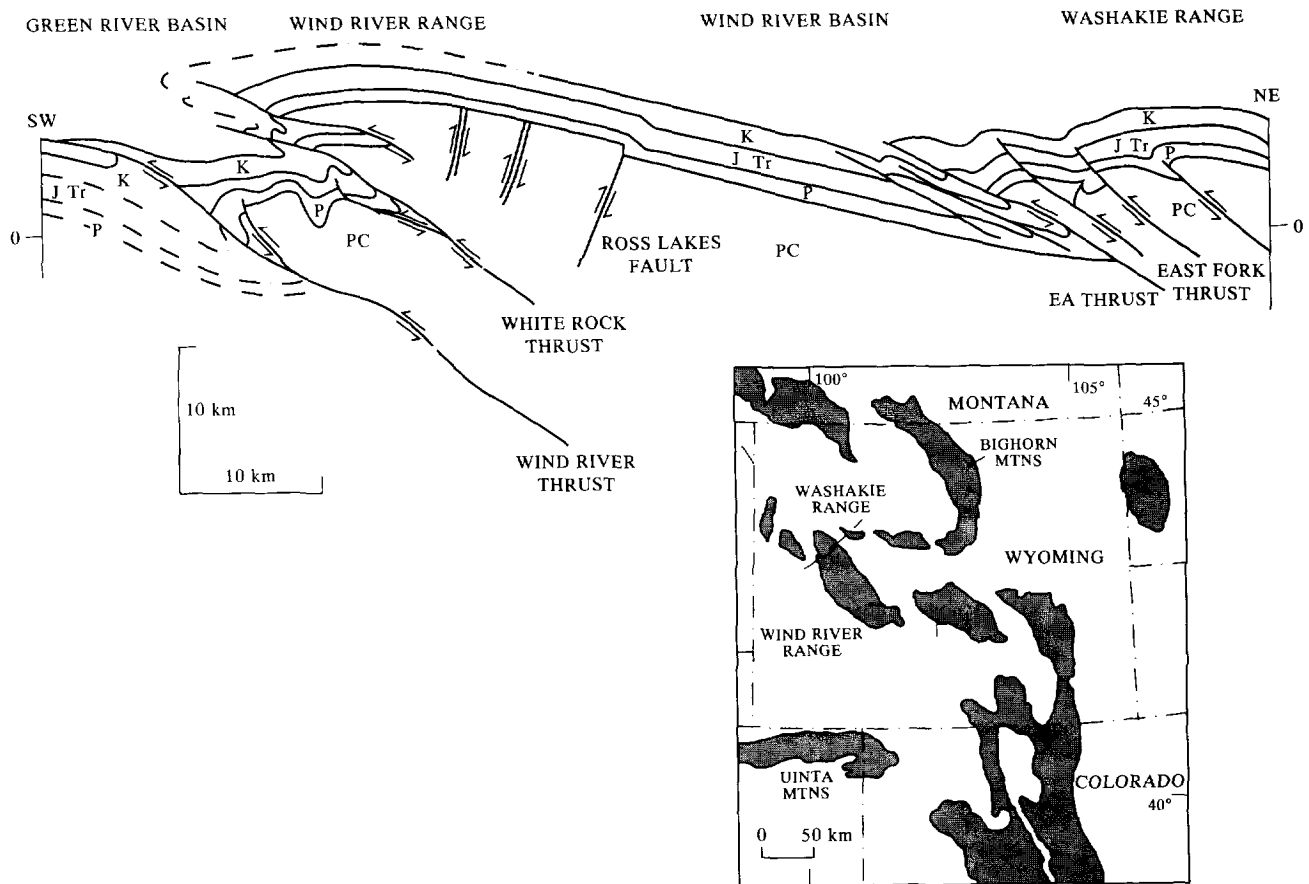 GREEN RIVER BASIN
WIND RIVER RANGE
WIND RIVER BASIN
WASHAKIE RANGE
SW
NE
K
J Tr
P
K
K
P
PC
K
J Tr
P
K
J Tr
P
PC
0
0
ROSS LAKES
FAULT
PC
EAST FORK
THRUST
EA THRUST
WHITE ROCK
THRUST
WIND RIVER
THRUST
10 km
10 km
100°
105°
45°
MONTANA
BIGHORN
MTNS
WASHAKIE
RANGE
WYOMING
WIND RIVER
RANGE
UINTA
MTNS
COLORADO
40°
0 50 km